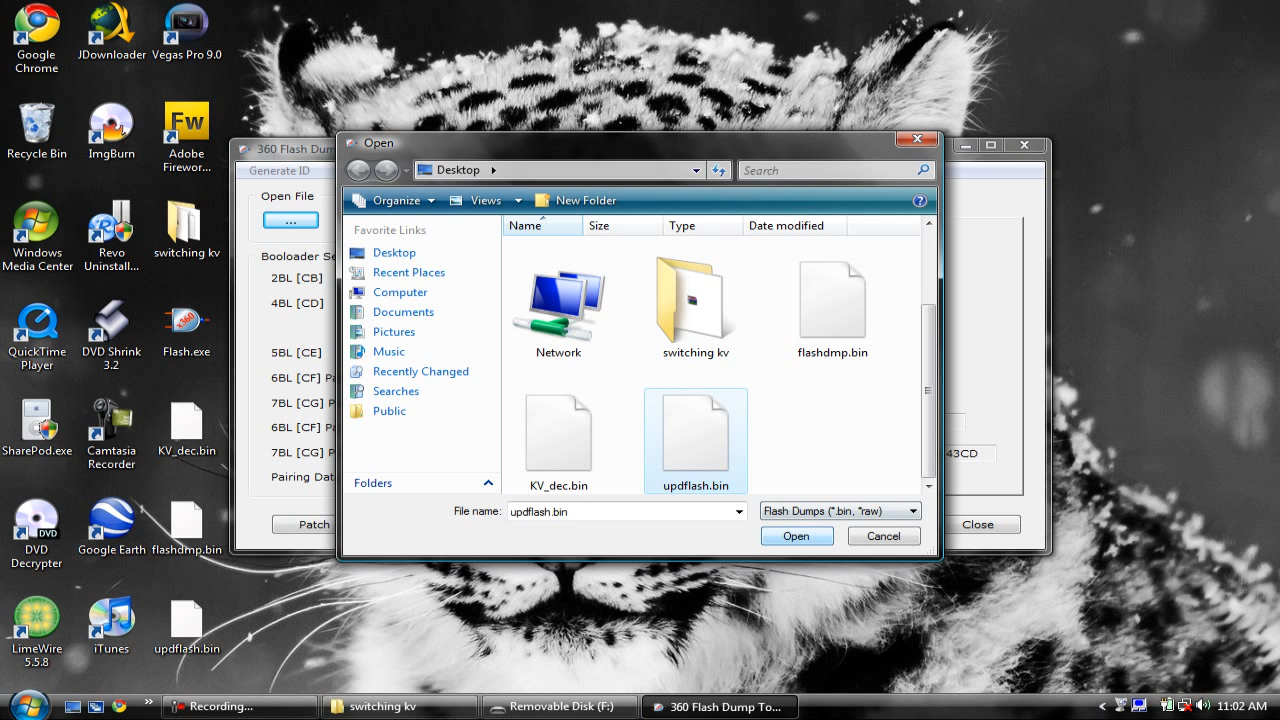 Google
Chrome
JDownloader
Vegas Pro 9.0
Recycle Bin
ImgBurn
Fw
Adobe
Firewor...
Windows
Media Center
Revo
Uninstall...
switching kv
QuickTime
Player
DVD Shrink
3.2
x360
Flash.exe
SharePod.exe
Camtasia
Recorder
KV_dec.bin
DVD
DVD
Decrypter
Google Earth
flashdmp.bin
LimeWire
5.5.8
iTunes
updflash.bin
360 Flash Dum
Generate ID
Open File
...
Booloader Se
2BL [CB]
4BL [CD]
5BL [CE]
6BL [CF] Pa
7BL [CG] P
6BL [CF] P
7BL [CG] P
Pairing Dat
Patch
43CD
Close
Open
Desktop
Search
Organize
Views
New Folder
?
Favorite Links
Desktop
Recent Places
Computer
Documents
Pictures
Music
Recently Changed
Searches
Public
Folders
Name
Size
Type
Date modified
Network
switching kv
flashdmp.bin
KV_dec.bin
updflash.bin
File name:
updflash.bin
Flash Dumps (*.bin, *raw)
Open
Cancel
Recording...
switching kv
Removable Disk (F:)
360 Flash Dump To...
11:02 AM